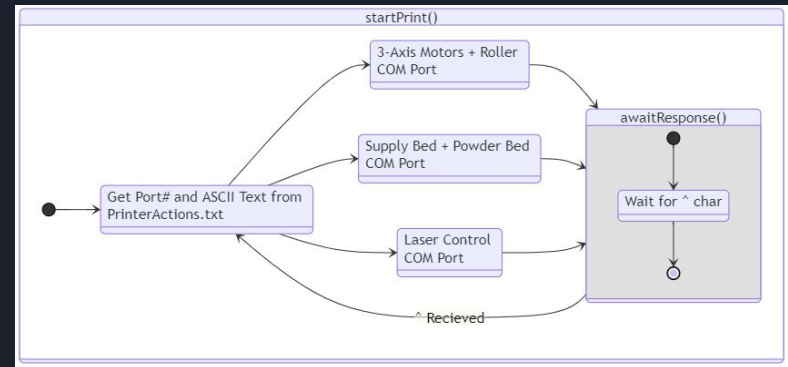 startPrint()
3-Axis Motors + Roller
COM Port
awaitResponse()
Supply Bed + Powder Bed
COM Port
Wait for ^ char
Get Port# and ASCII Text from
PrinterActions.txt
Laser Control
COM Port
^ Recieved